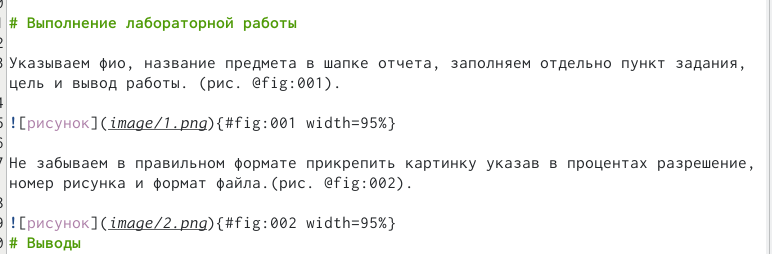 # Выполнение лабораторной работы
Указываем фио, название предмета в шапке отчета, заполняем отдельно пункт задания,
цель и вывод работы. (рис. @fig:001).
![рисунок](image/1.png){#fig:001 width=95%}
Не забываем в правильном формате прикрепить картинку указав в процентах разрешение,
номер рисунка и формат файла.(рис. @fig:002).
![рисунок](image/2.png){#fig:002 width=95%}
# Выводы